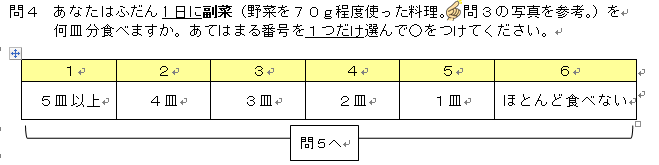 問４　あなたはふだん１日に副菜（野菜を７０ｇ程度使った料理。問３の写真を参考。）を
何皿分食べますか。あてはまる番号を１つだけ選んで○をつけてください。
１　２　３　４　５　６
５皿以上　４皿　３皿　２皿　１皿　ほとんど食べない
問５へ